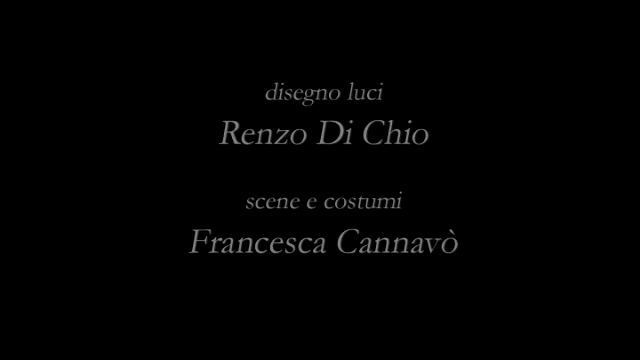 disegno luci
Renzo Di Chio
scene e costumi
Francesca Cannavò